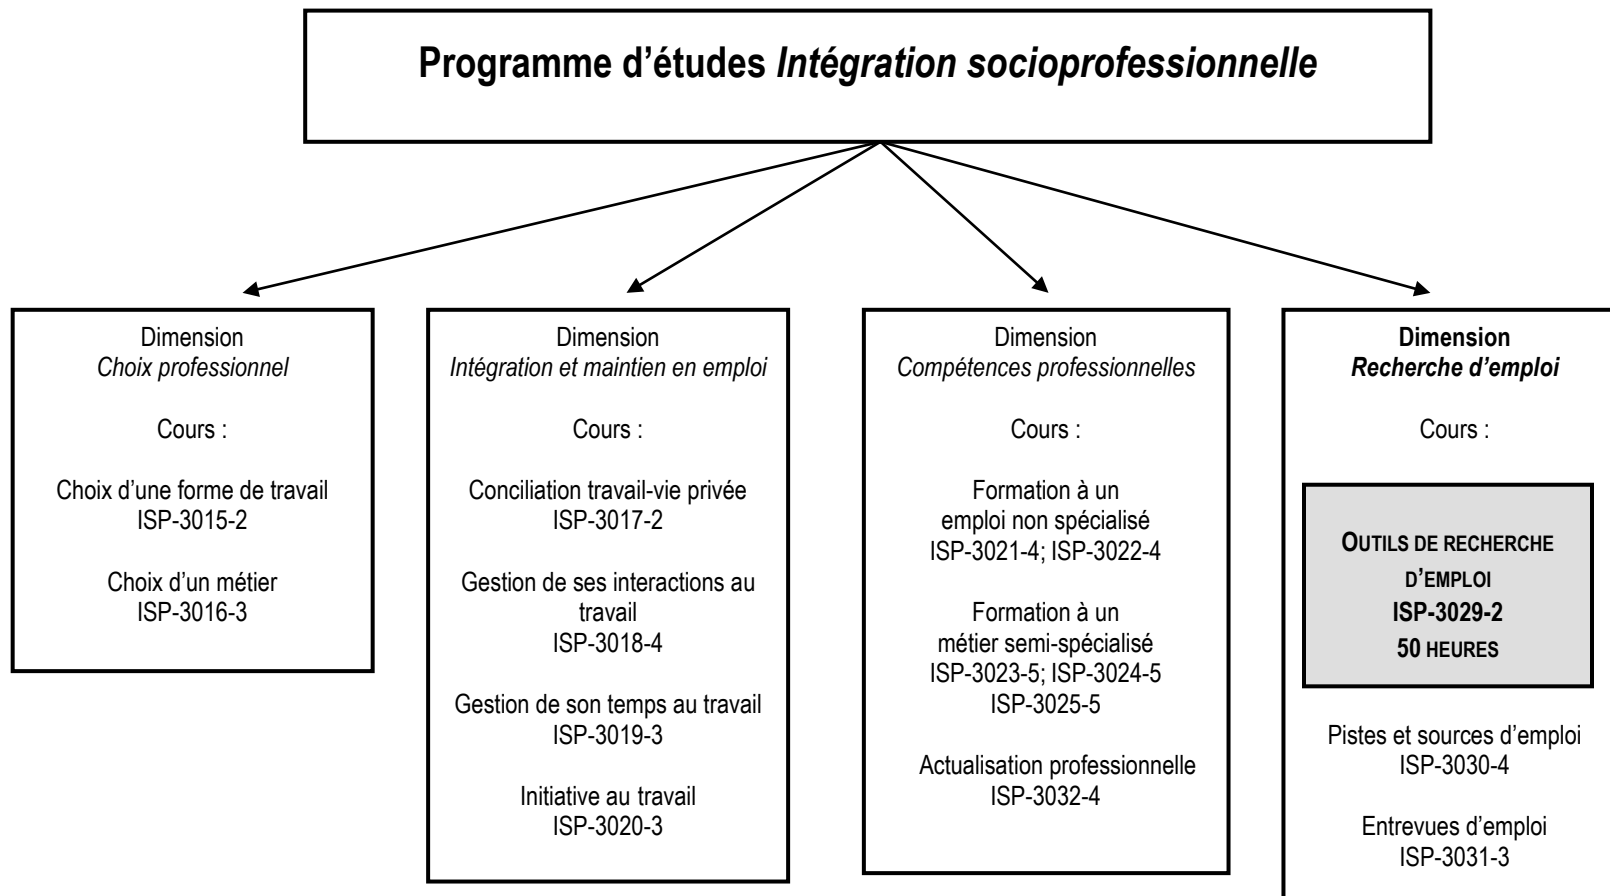 Programme d’études Intégration socioprofessionnelle
Dimension
Choix professionnel
Cours :
Choix d’une forme de travail
ISP-3015-2
Choix d’un métier
ISP-3016-3
Dimension
Intégration et maintien en emploi
Cours :
Conciliation travail-vie privée
ISP-3017-2
Gestion de ses interactions au
travail
ISP-3018-4
Gestion de son temps au travail
ISP-3019-3
Initiative au travail
ISP-3020-3
Dimension
Compétences professionnelles
Cours :
Formation à un
emploi non spécialisé
ISP-3021-4; ISP-3022-4
Formation à un
métier semi-spécialisé
ISP-3023-5; ISP-3024-5
ISP-3025-5
Actualisation professionnelle
ISP-3032-4
Dimension
Recherche d’emploi
Cours :
OUTILS DE RECHERCHE
D’EMPLOI
ISP-3029-2
50 HEURES
Pistes et sources d’emploi
ISP-3030-4
Entrevues d’emploi
ISP-3031-3